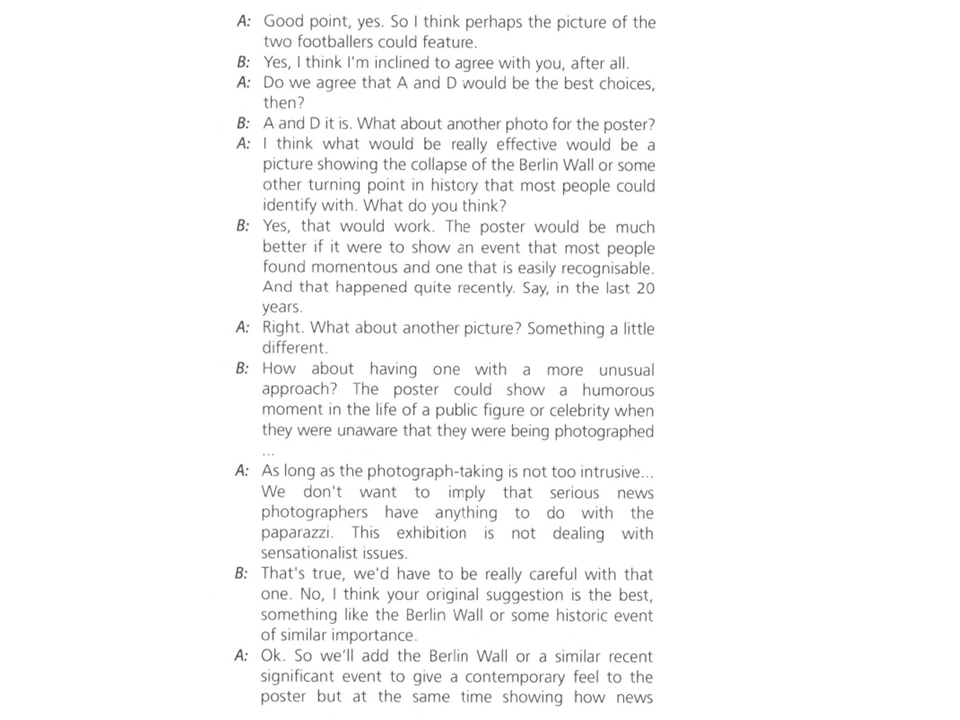 A: Good point, yes. So I think perhaps the picture of the
two footballers could feature.
B: Yes, I think I'm inclined to agree with you, after all.
A: Do we agree that A and D would be the best choices,
then?
B: A and D it is. What about another photo for the poster?
A: I think what would be really effective would be a
picture showing the collapse of the Berlin Wall or some
other turning point in history that most people could
identify with. What do you think?
B: Yes, that would work. The poster would be much
better if it were to show an event that most people
found momentous and one that is easily recognisable.
And that happened quite recently. Say, in the last 20
years.
A: Right. What about another picture? Something a little
different.
B: How about having one with a more unusual
approach? The poster could show a humorous
moment in the life of a public figure or celebrity when
they were unaware that they were being photographed
...
A: As long as the photograph-taking is not too intrusive...
We don't want to imply that serious news
photographers have anything to do with the
paparazzi. This exhibition is not dealing with
sensationalist issues.
B: That's true, we'd have to be really careful with that
one. No, I think your original suggestion is the best,
something like the Berlin Wall or some historic event
of similar importance.
A: Ok. So we'll add the Berlin Wall or a similar recent
significant event to give a contemporary feel to the
poster but at the same time showing how news